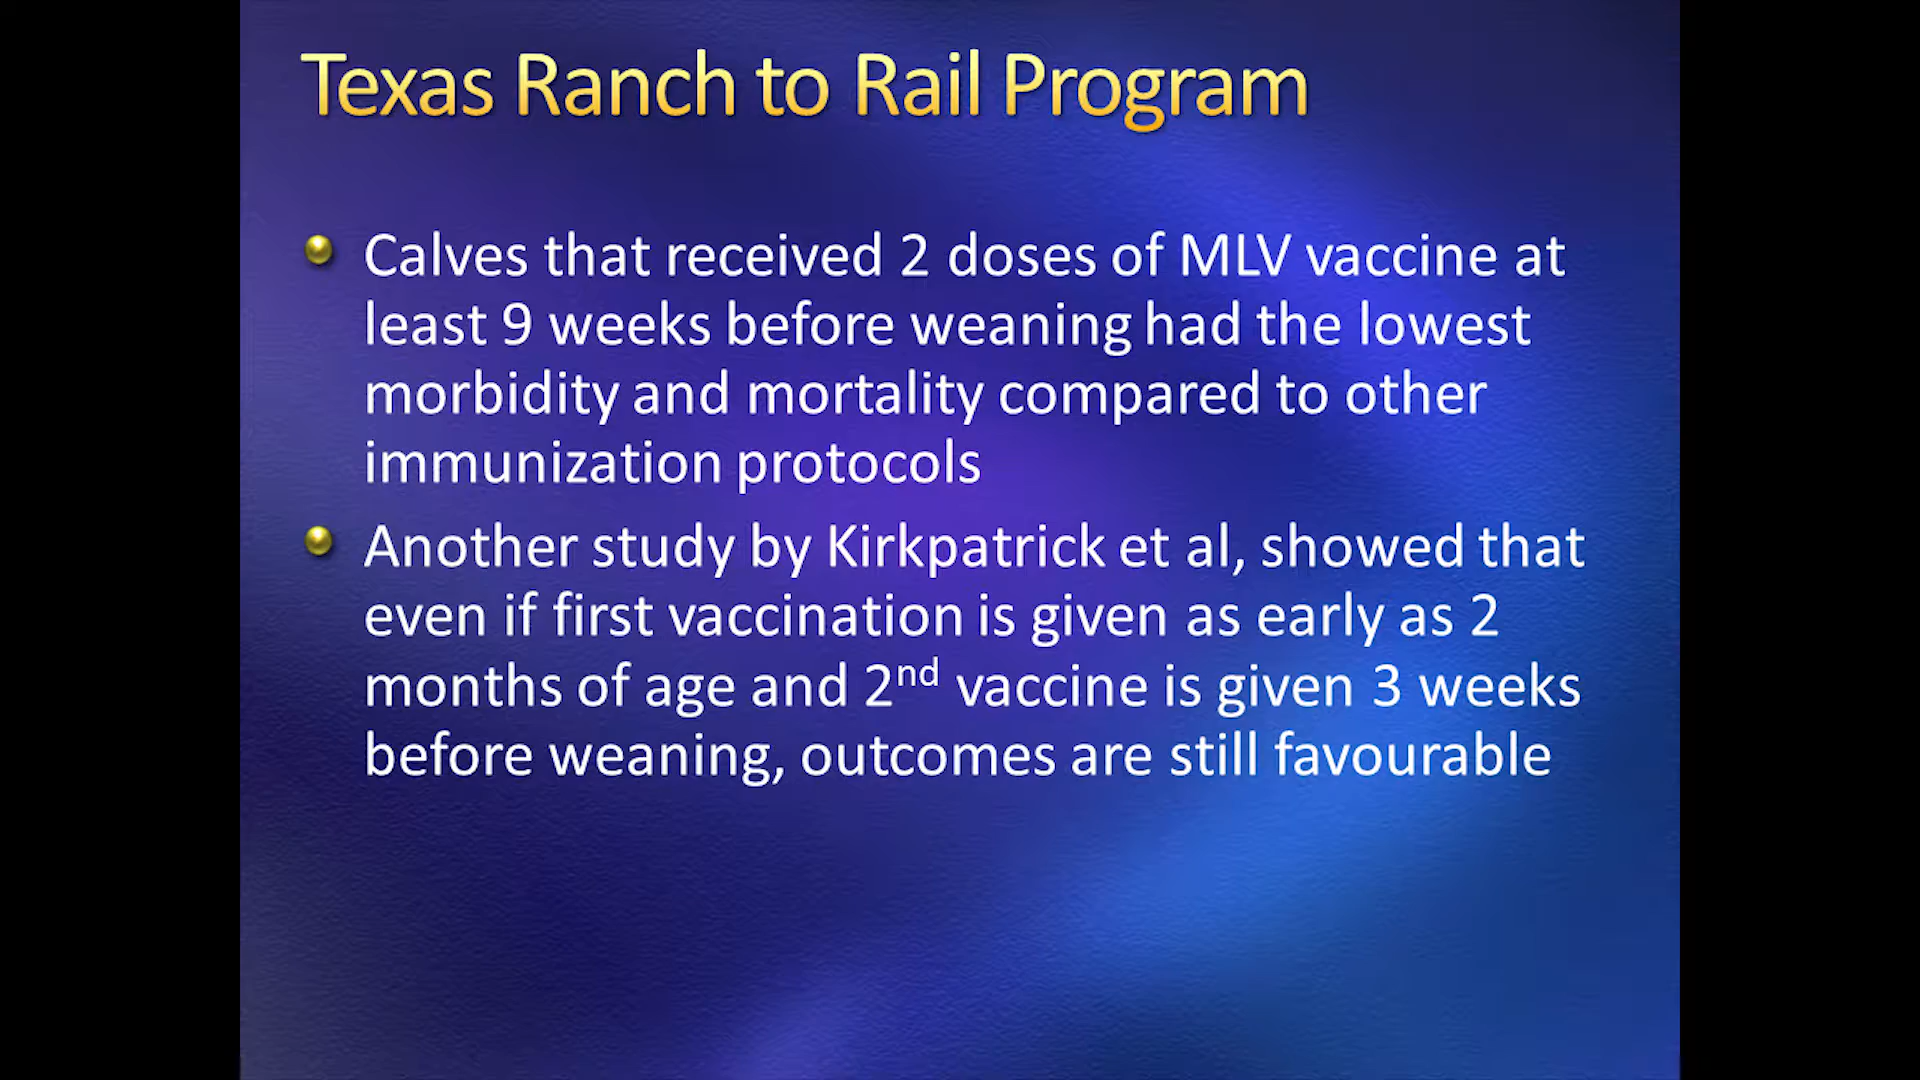 Texas Ranch to Rail Program
Calves that received 2 doses of MLV vaccine at
least 9 weeks before weaning had the lowest
morbidity and mortality compared to other
immunization protocols
Another study by Kirkpatrick et al, showed that
even if first vaccination is given as early as 2
months of age and 2nd vaccine is given 3 weeks
before weaning, outcomes are still favourable